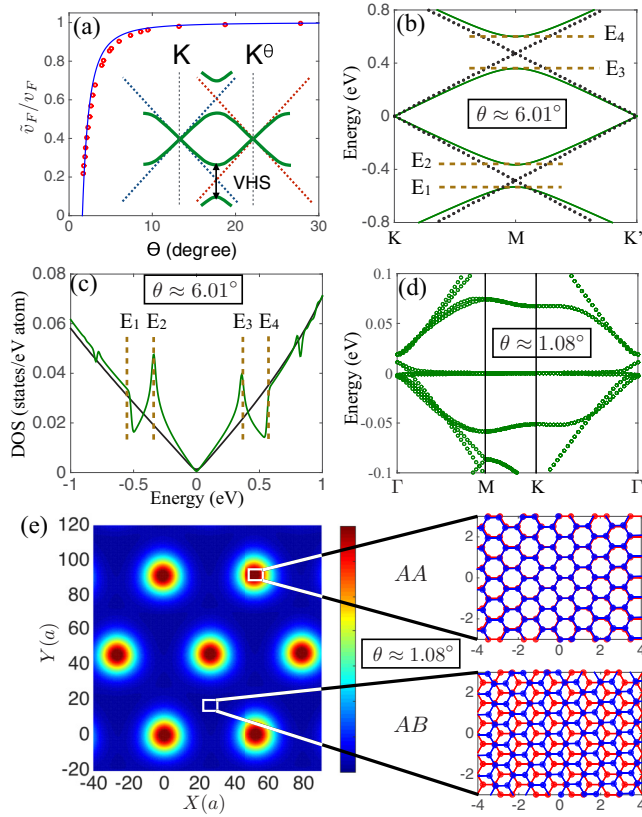 (a)
ṽ_F/v_F
1
0.8
0.6
0.4
0.2
0
0 10 20 30
Θ (degree)
K
K^Θ
VHS
(b)
Energy (eV)
0.8
0.4
0
-0.4
-0.8
K M K'
E4
E3
θ ≈ 6.01°
E2
E1
(c)
DOS (states/eV atom)
0.08
0.06
0.04
0.02
0
-1 -0.5 0 0.5 1
Energy (eV)
θ ≈ 6.01°
E1 E2 E3 E4
(d)
Energy (eV)
0.1
0.05
0
-0.05
-0.1
Γ M K Γ
θ ≈ 1.08°
(e)
Y(a)
120
100
80
60
40
20
0
-20
-40 -20 0 20 40 60 80
X(a)
θ ≈ 1.08°
AA
2
0
-2
-4 -2 0 2 4
AB
2
0
-2
-4 -2 0 2 4